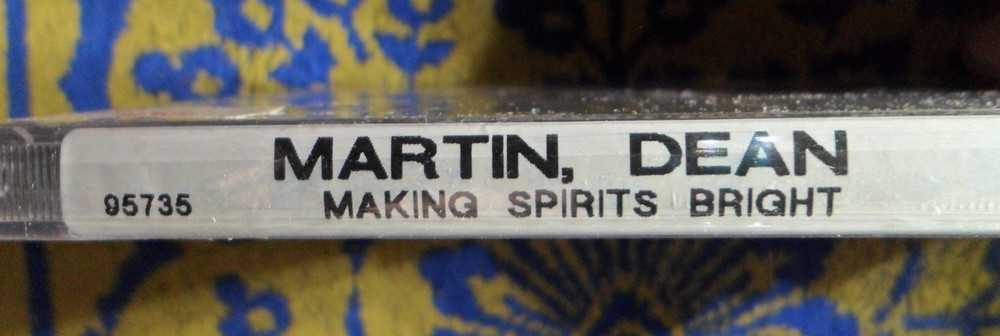 MARTIN, DEAN
95735 MAKING SPIRITS BRIGHT